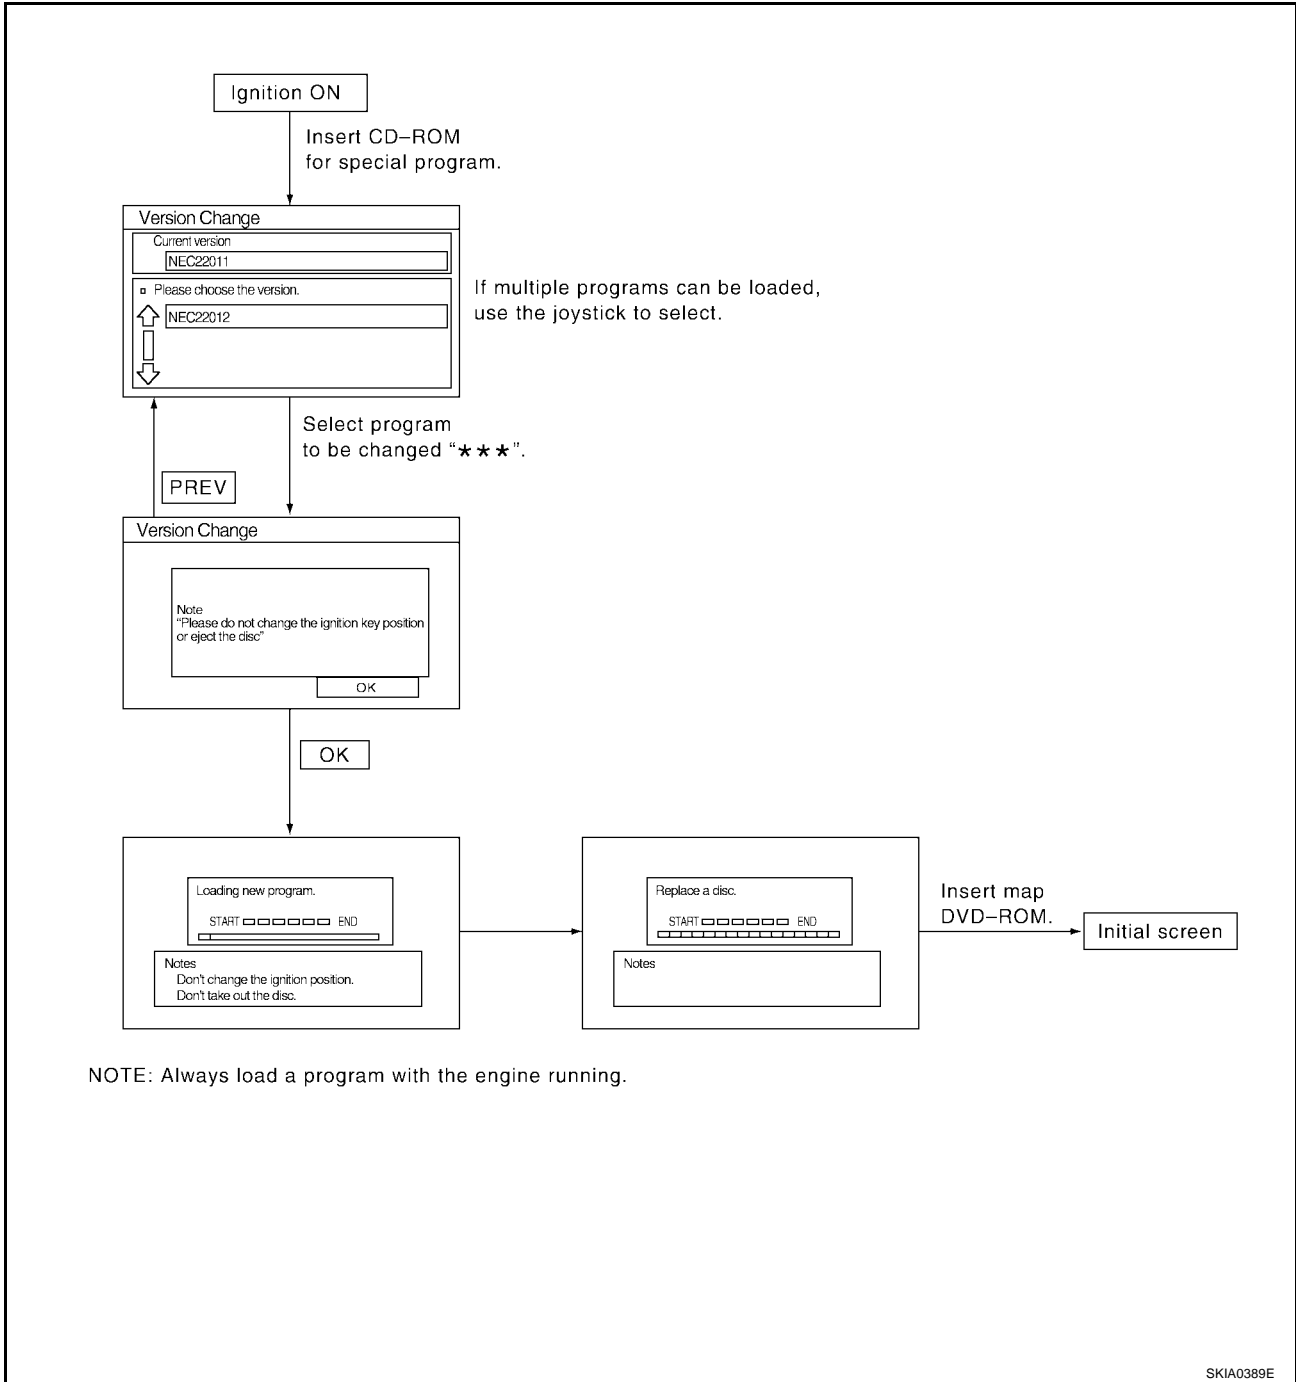 Ignition ON
Insert CD–ROM
for special program.
Version Change
Current version
NEC22011
Please choose the version.
NEC22012
If multiple programs can be loaded,
use the joystick to select.
Select program
to be changed “★★★”.
PREV
Version Change
Note
“Please do not change the ignition key position
or eject the disc”
OK
OK
Loading new program.
START END
Notes
Don't change the ignition position.
Don't take out the disc.
Replace a disc.
START END
Notes
Insert map
DVD–ROM.
Initial screen
NOTE: Always load a program with the engine running.
SKIA0389E